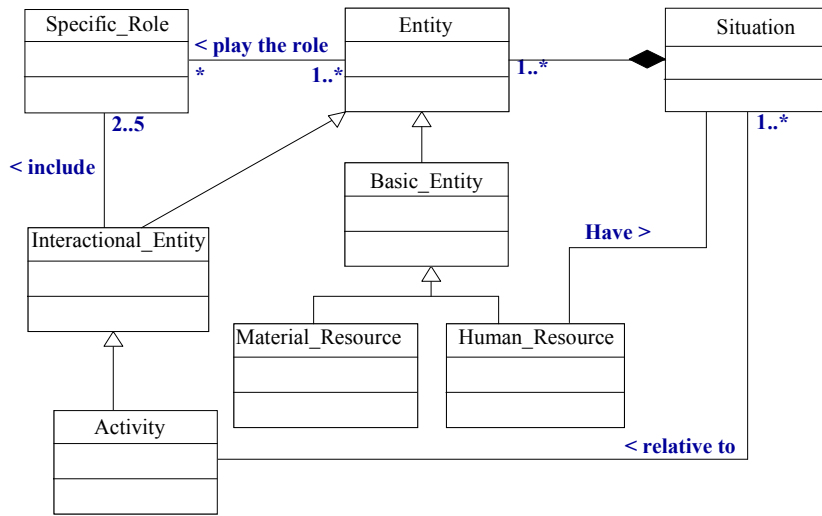 Specific_Role
Entity
Situation
< play the role
*
1..*
1..*
2..5
1..*
< include
Basic_Entity
Interactional_Entity
Have >
Material_Resource
Human_Resource
Activity
< relative to